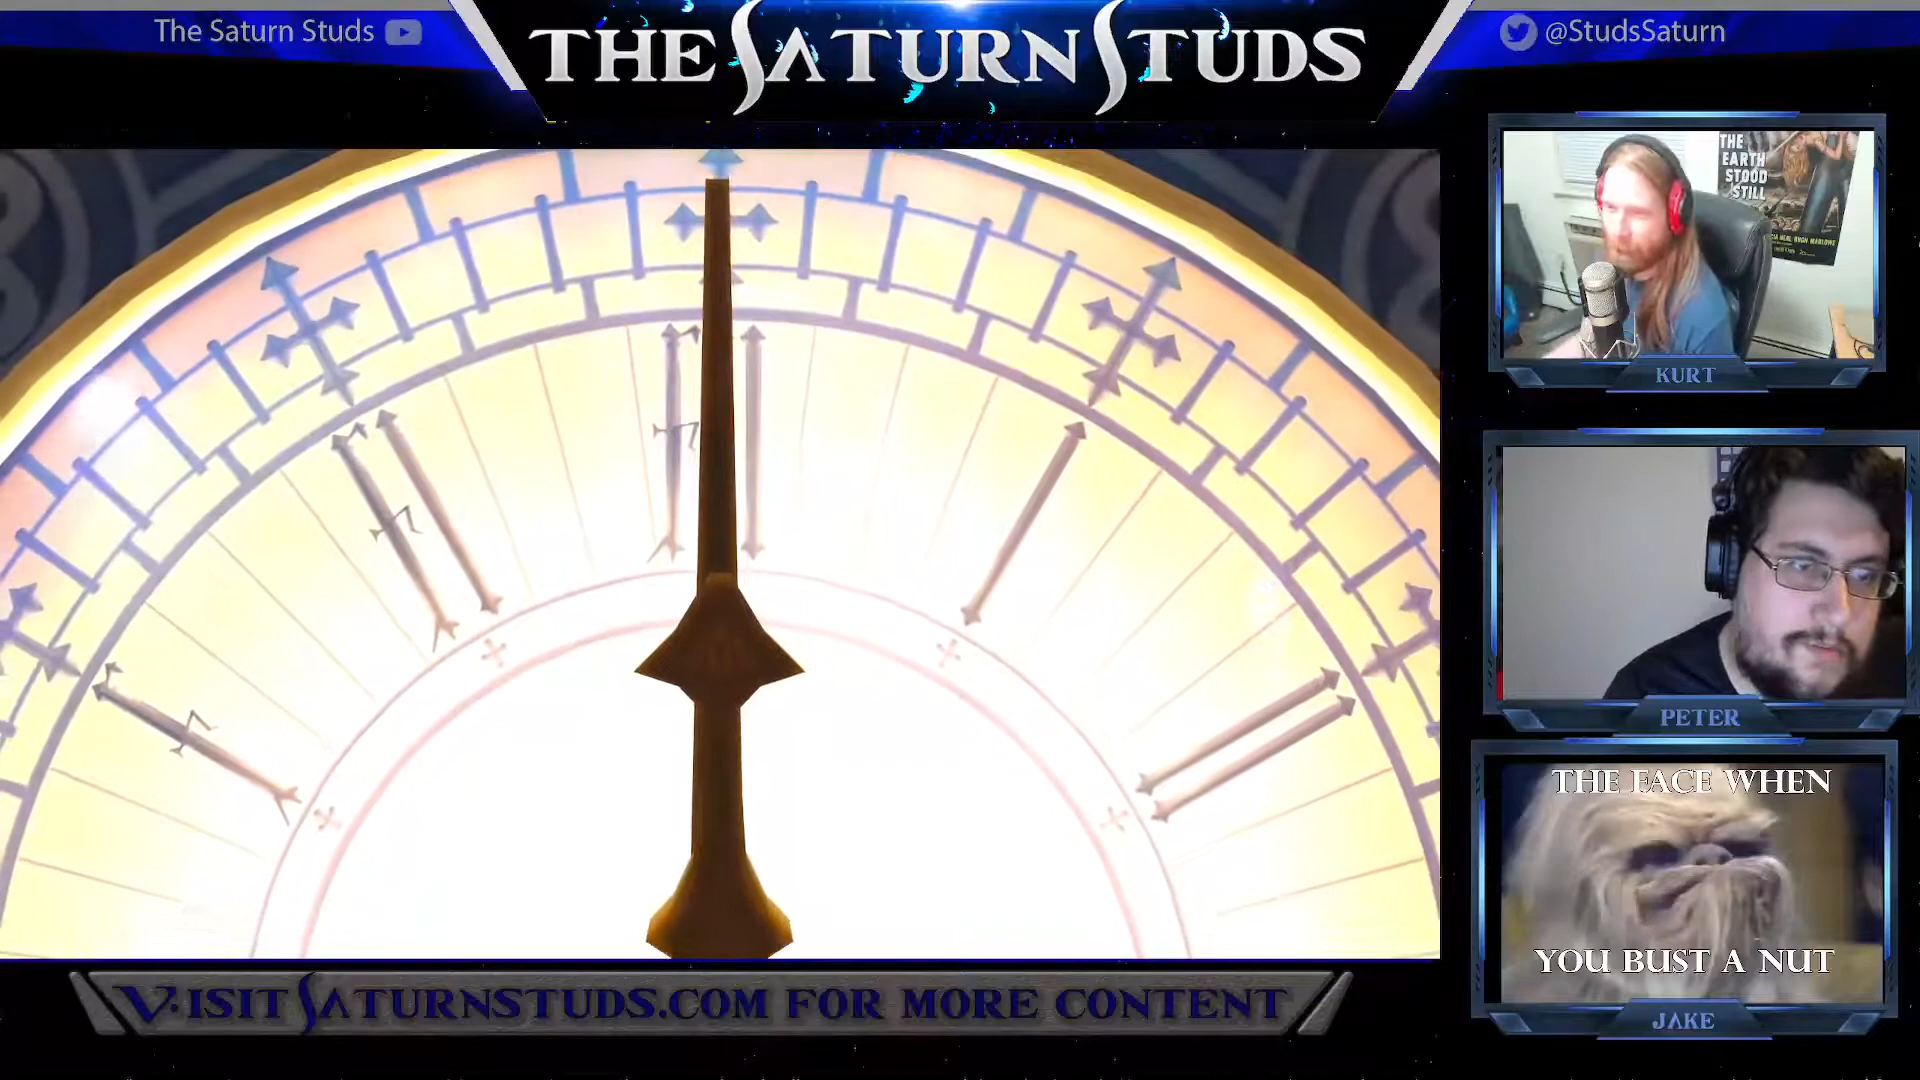 The Saturn Studs
THE SATURN STUDS
@StudsSaturn
THE
EARTH
STOOD
STILL
KURT
PETER
THE FACE WHEN
YOU BUST A NUT
JAKE
VISIT SATURNSTUDS.COM FOR MORE CONTENT